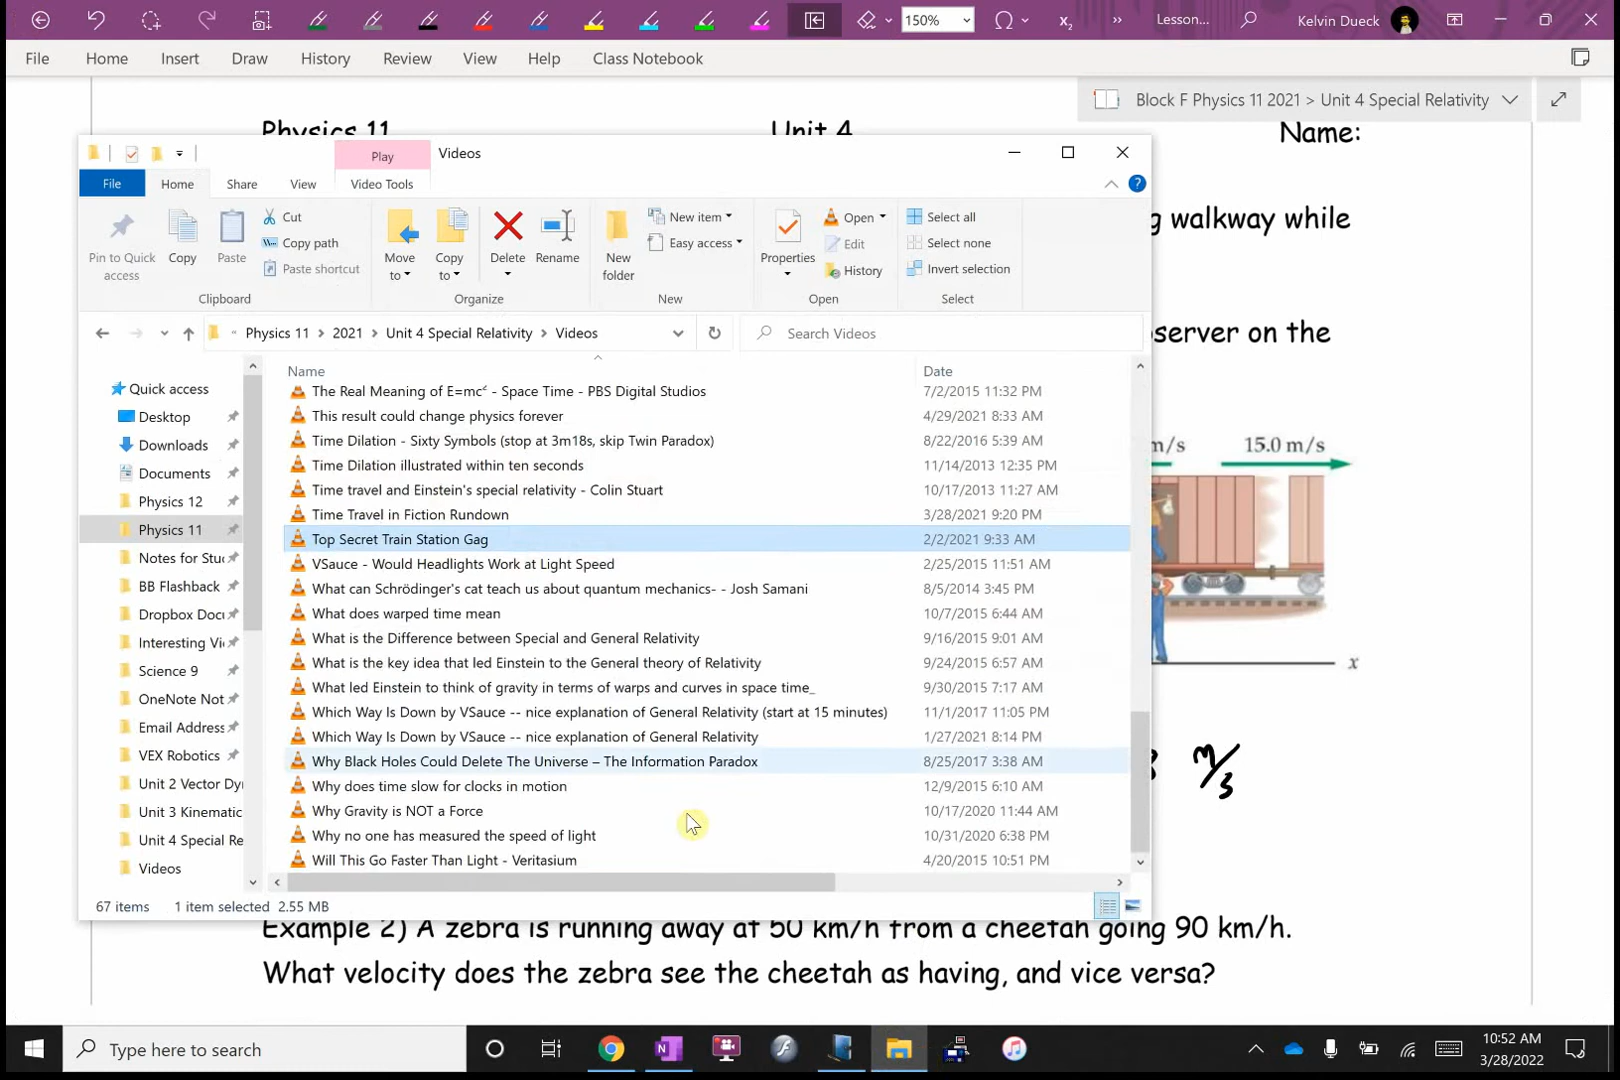 150%
Ω
x₂
»
Lesson...
Kelvin Dueck
File Home Insert Draw History Review View Help Class Notebook
Block F Physics 11 2021 > Unit 4 Special Relativity
Physics 11 Unit 4 Name:
Play Videos
File Home Share View Video Tools
Pin to Quick access
Copy
Paste
Cut
Copy path
Paste shortcut
Clipboard
Move to
Copy to
Delete
Rename
Organize
New folder
New item
Easy access
New
Properties
Open
Edit
History
Open
Select all
Select none
Invert selection
Select
g walkway while
server on the
Physics 11 > 2021 > Unit 4 Special Relativity > Videos
Search Videos
Quick access
Desktop
Downloads
Documents
Physics 12
Physics 11
Notes for Stu
BB Flashback
Dropbox Docu
Interesting Vi
Science 9
OneNote Not
Email Address
VEX Robotics
Unit 2 Vector Dy
Unit 3 Kinematic
Unit 4 Special Re
Videos
Name Date
The Real Meaning of E=mc² - Space Time - PBS Digital Studios 7/2/2015 11:32 PM
This result could change physics forever 4/29/2021 8:33 AM
Time Dilation - Sixty Symbols (stop at 3m18s, skip Twin Paradox) 8/22/2016 5:39 AM
Time Dilation illustrated within ten seconds 11/14/2013 12:35 PM
Time travel and Einstein's special relativity - Colin Stuart 10/17/2013 11:27 AM
Time Travel in Fiction Rundown 3/28/2021 9:20 PM
Top Secret Train Station Gag 2/2/2021 9:33 AM
VSauce - Would Headlights Work at Light Speed 2/25/2015 11:51 AM
What can Schrödinger's cat teach us about quantum mechanics- - Josh Samani 8/5/2014 3:45 PM
What does warped time mean 10/7/2015 6:44 AM
What is the Difference between Special and General Relativity 9/16/2015 9:01 AM
What is the key idea that led Einstein to the General theory of Relativity 9/24/2015 6:57 AM
What led Einstein to think of gravity in terms of warps and curves in space time_ 9/30/2015 7:17 AM
Which Way Is Down by VSauce -- nice explanation of General Relativity (start at 15 minutes) 11/1/2017 11:05 PM
Which Way Is Down by VSauce -- nice explanation of General Relativity 1/27/2021 8:14 PM
Why Black Holes Could Delete The Universe – The Information Paradox 8/25/2017 3:38 AM
Why does time slow for clocks in motion 12/9/2015 6:10 AM
Why Gravity is NOT a Force 10/17/2020 11:44 AM
Why no one has measured the speed of light 10/31/2020 6:38 PM
Will This Go Faster Than Light - Veritasium 4/20/2015 10:51 PM
67 items 1 item selected 2.55 MB
m/s 15.0 m/s
x
m/s
Example 2) A zebra is running away at 50 km/h from a cheetah going 90 km/h.
What velocity does the zebra see the cheetah as having, and vice versa?
Type here to search
10:52 AM
3/28/2022